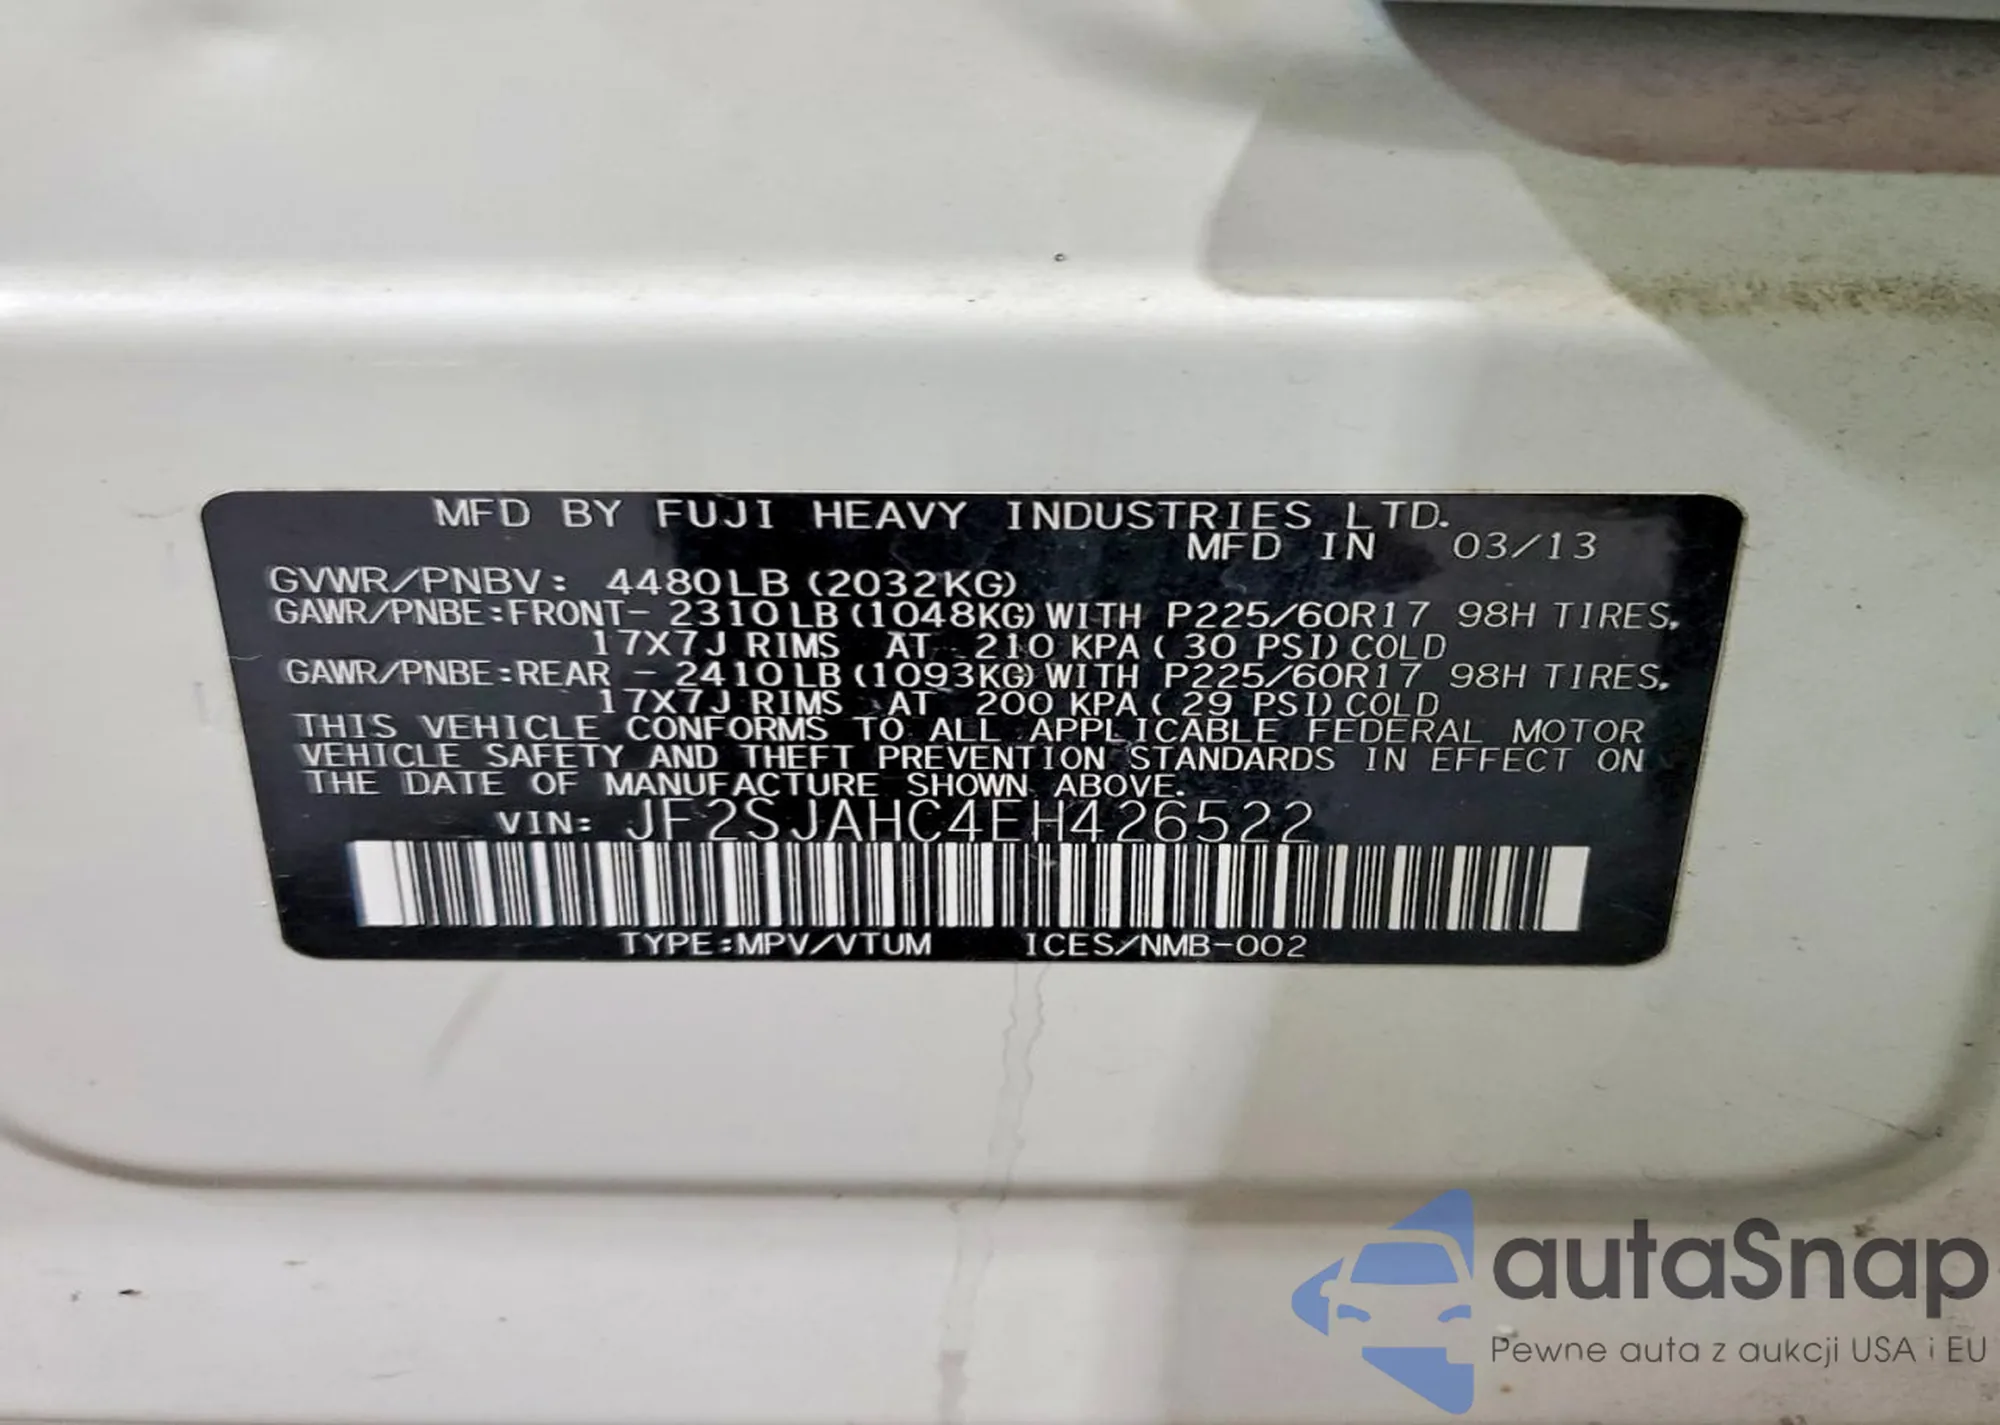 MFD BY FUJI HEAVY INDUSTRIES LTD.
MFD IN 03/13
GVWR/PNBV: 4480LB (2032KG)
GAWR/PNBE:FRONT- 2310LB (1048KG) WITH P225/60R17 98H TIRES,
17X7J RIMS AT 210 KPA ( 30 PSI) COLD
GAWR/PNBE:REAR - 2410LB (1093KG) WITH P225/60R17 98H TIRES,
17X7J RIMS AT 200 KPA ( 29 PSI) COLD
THIS VEHICLE CONFORMS TO ALL APPLICABLE FEDERAL MOTOR
VEHICLE SAFETY AND THEFT PREVENTION STANDARDS IN EFFECT ON
THE DATE OF MANUFACTURE SHOWN ABOVE.
VIN: JF2SJAHC4EH426522
TYPE:MPV/VTUM ICES/NMB-002
autaSnap
Pewne auta z aukcji USA i EU